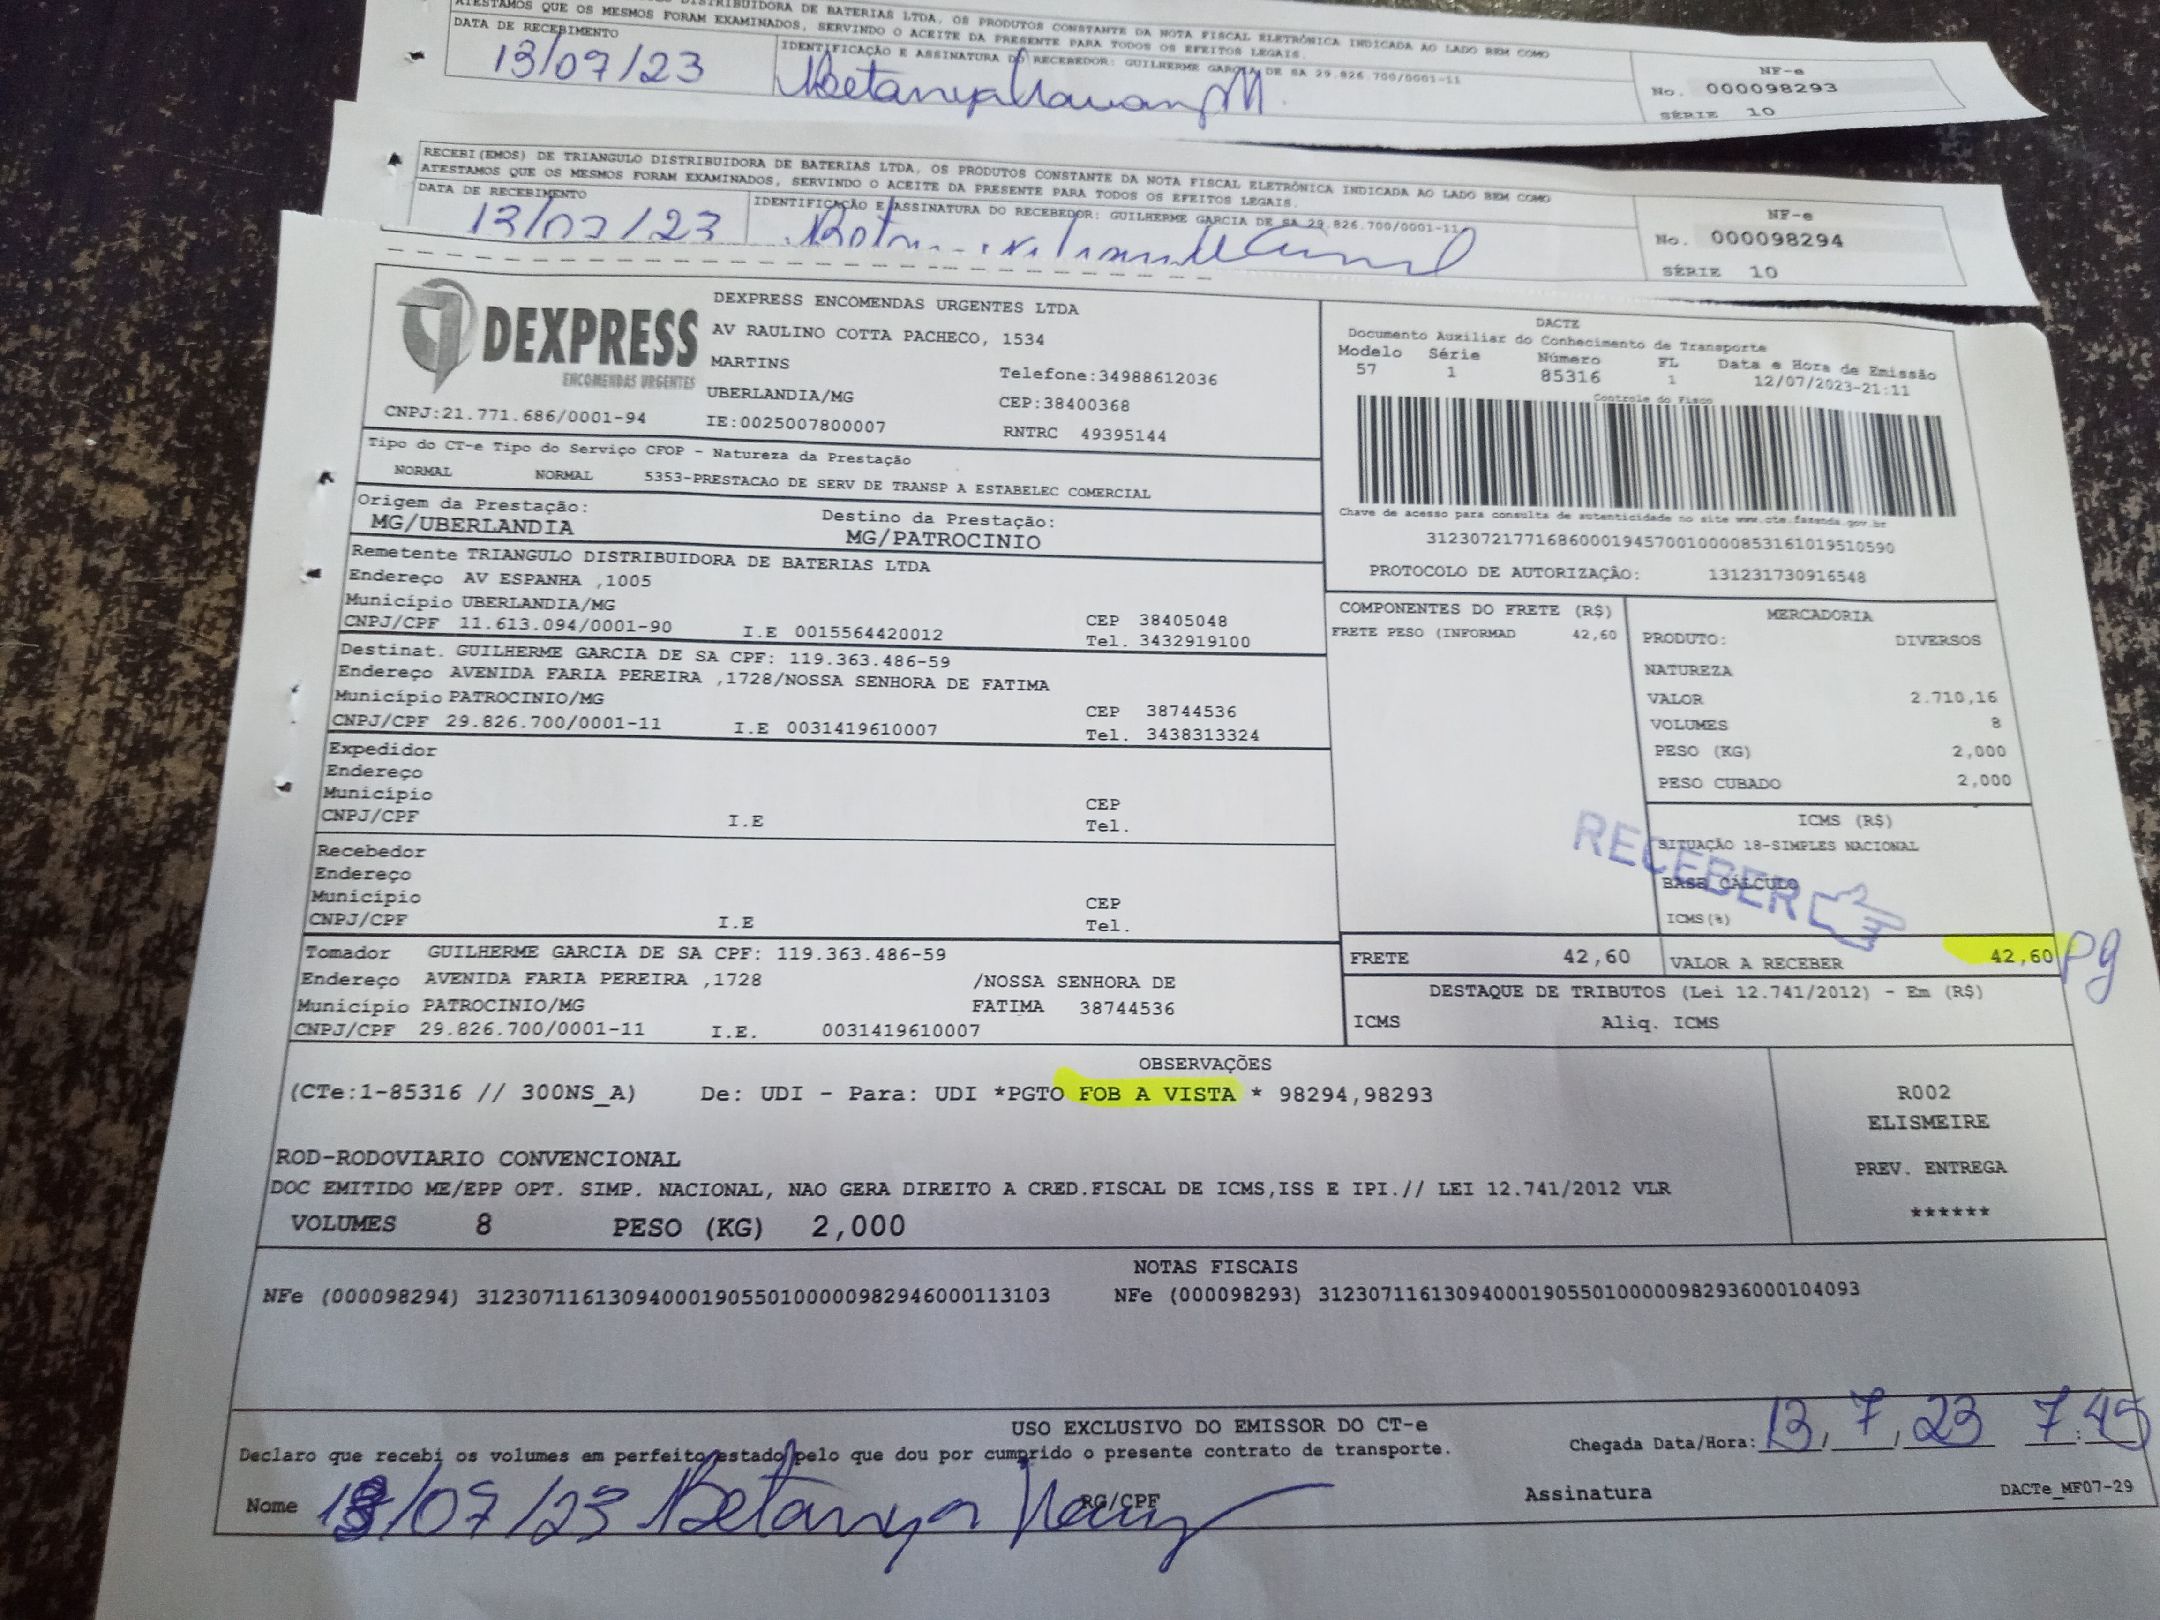 ATESTAMOS QUE OS MESMOS FORAM EXAMINADOS, SERVINDO O ACEITE DA PRESENTE PARA TODOS OS EFEITOS LEGAIS.
DISTRIBUIDORA DE BATERIAS LTDA, OS PRODUTOS CONSTANTE DA NOTA FISCAL ELETRÔNICA INDICADA AO LADO BEM COMO
DATA DE RECEBIMENTO
13/07/23
IDENTIFICAÇÃO E ASSINATURA DO RECEBEDOR: GUILHERME GARCIA DE SA 29.826.700/0001-11
NF-e
No. 000098293
SÉRIE 10
RECEBI(EMOS) DE TRIANGULO DISTRIBUIDORA DE BATERIAS LTDA, OS PRODUTOS CONSTANTE DA NOTA FISCAL ELETRÔNICA INDICADA AO LADO BEM COMO
ATESTAMOS QUE OS MESMOS FORAM EXAMINADOS, SERVINDO O ACEITE DA PRESENTE PARA TODOS OS EFEITOS LEGAIS.
DATA DE RECEBIMENTO
13/07/23
IDENTIFICAÇÃO E ASSINATURA DO RECEBEDOR: GUILHERME GARCIA DE SA 29.826.700/0001-11
NF-e
No. 000098294
SÉRIE 10
DEXPRESS
ENCOMENDAS URGENTES
CNPJ:21.771.686/0001-94
DEXPRESS ENCOMENDAS URGENTES LTDA
AV RAULINO COTTA PACHECO, 1534
MARTINS
Telefone:34988612036
UBERLANDIA/MG
CEP:38400368
IE:0025007800007
RNTRC 49395144
DACTE
Documento Auxiliar do Conhecimento de Transporte
Modelo Série Número FL Data e Hora de Emissão
57 1 85316 1 12/07/2023-21:11
Controle do Fisco
Chave de acesso para consulta de autenticidade no site www.cte.fazenda.gov.br
31230721771686000194570010000853161019510590
PROTOCOLO DE AUTORIZAÇÃO: 131231730916548
Tipo do CT-e Tipo do Serviço CFOP - Natureza da Prestação
NORMAL NORMAL 5353-PRESTACAO DE SERV DE TRANSP A ESTABELEC COMERCIAL
Origem da Prestação:
MG/UBERLANDIA
Destino da Prestação:
MG/PATROCINIO
Remetente TRIANGULO DISTRIBUIDORA DE BATERIAS LTDA
Endereço AV ESPANHA ,1005
Município UBERLANDIA/MG
CEP 38405048
CNPJ/CPF 11.613.094/0001-90 I.E 0015564420012 Tel. 3432919100
Destinat. GUILHERME GARCIA DE SA CPF: 119.363.486-59
Endereço AVENIDA FARIA PEREIRA ,1728/NOSSA SENHORA DE FATIMA
Município PATROCINIO/MG
CEP 38744536
CNPJ/CPF 29.826.700/0001-11 I.E 0031419610007 Tel. 3438313324
Expedidor
Endereço
Município
CEP
CNPJ/CPF I.E Tel.
Recebedor
Endereço
Município
CEP
CNPJ/CPF I.E Tel.
Tomador GUILHERME GARCIA DE SA CPF: 119.363.486-59
Endereço AVENIDA FARIA PEREIRA ,1728 /NOSSA SENHORA DE
Município PATROCINIO/MG FATIMA 38744536
CNPJ/CPF 29.826.700/0001-11 I.E. 0031419610007
COMPONENTES DO FRETE (R$)
FRETE PESO (INFORMAD 42,60
MERCADORIA
PRODUTO: DIVERSOS
NATUREZA
VALOR 2.710,16
VOLUMES 8
PESO (KG) 2,000
PESO CUBADO 2,000
ICMS (R$)
SITUAÇÃO 18-SIMPLES NACIONAL
BASE CÁLCULO
ICMS(%)
RECEBER
FRETE 42,60 VALOR A RECEBER 42,60 Pg
DESTAQUE DE TRIBUTOS (Lei 12.741/2012) - Em (R$)
ICMS Aliq. ICMS
OBSERVAÇÕES
(CTe:1-85316 // 300NS_A) De: UDI - Para: UDI *PGTO FOB A VISTA * 98294,98293
ROD-RODOVIARIO CONVENCIONAL
DOC EMITIDO ME/EPP OPT. SIMP. NACIONAL, NAO GERA DIREITO A CRED.FISCAL DE ICMS,ISS E IPI.// LEI 12.741/2012 VLR
VOLUMES 8 PESO (KG) 2,000
R002
ELISMEIRE
PREV. ENTREGA
******
NOTAS FISCAIS
NFe (000098294) 31230711613094000190550100000982946000113103 NFe (000098293) 31230711613094000190550100000982936000104093
USO EXCLUSIVO DO EMISSOR DO CT-e
Declaro que recebi os volumes em perfeito estado pelo que dou por cumprido o presente contrato de transporte.
Chegada Data/Hora: 13, 7, 23 7:45
Nome 13/07/23 Betanya RG/CPF
Assinatura
DACTe_MF07-29